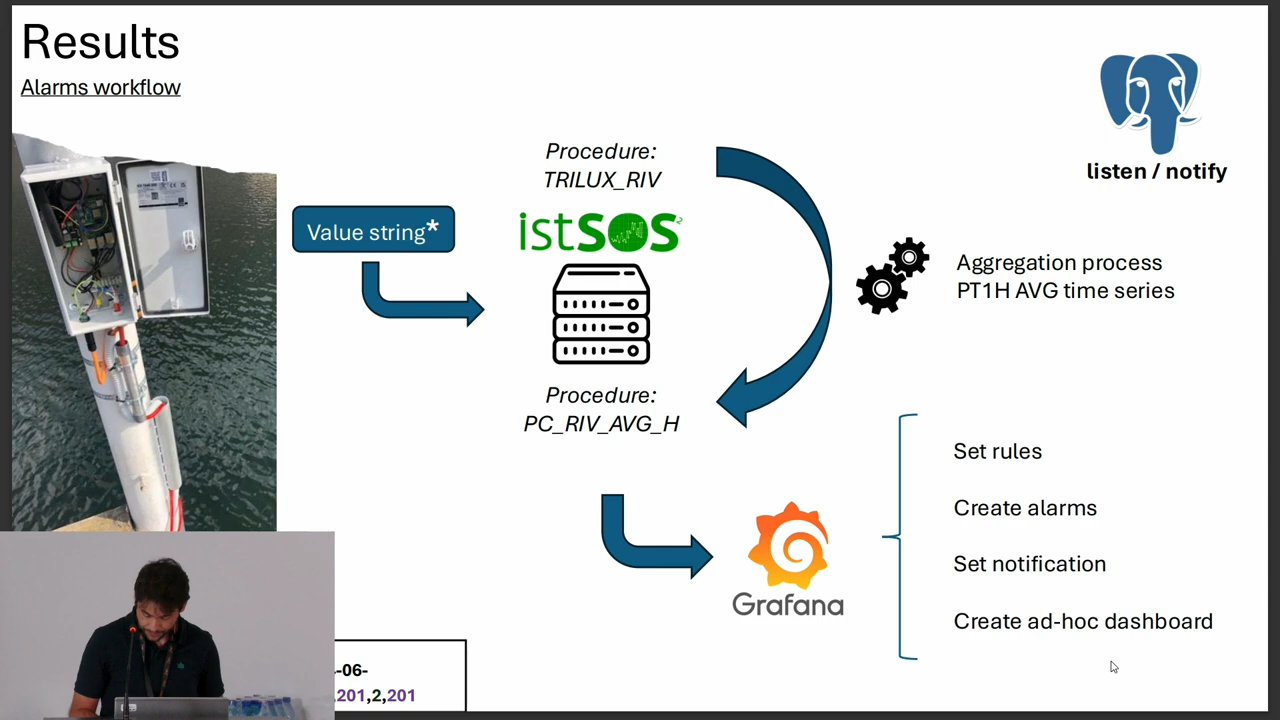 Results
Alarms workflow
listen / notify
Procedure:
TRILUX_RIV
istSOS²
Value string*
Aggregation process
PT1H AVG time series
Procedure:
PC_RIV_AVG_H
Set rules
Create alarms
Set notification
Create ad-hoc dashboard
Grafana
-06-
,201,2,201